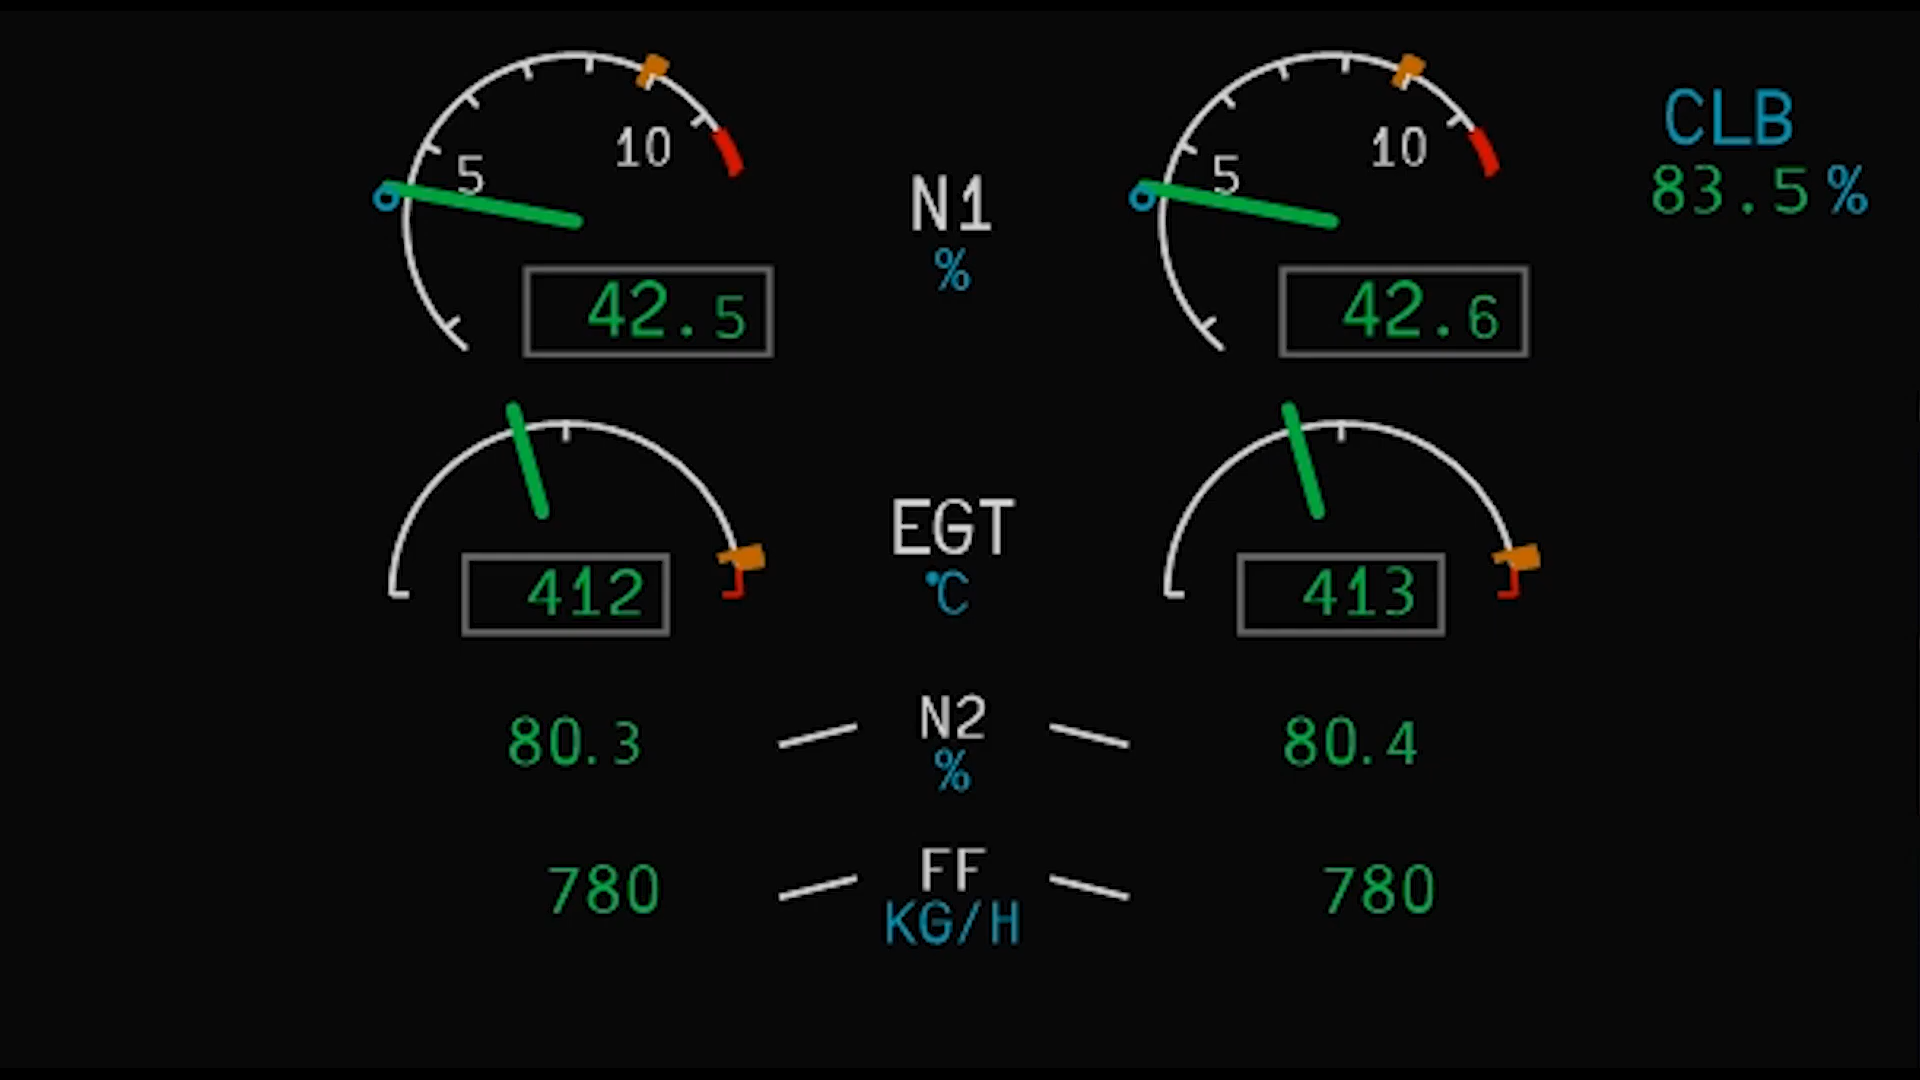 5 10 5 10 CLB
N1 83.5%
%
42.5 42.6
EGT
°C
412 413
80.3 N2 80.4
%
780 FF 780
KG/H